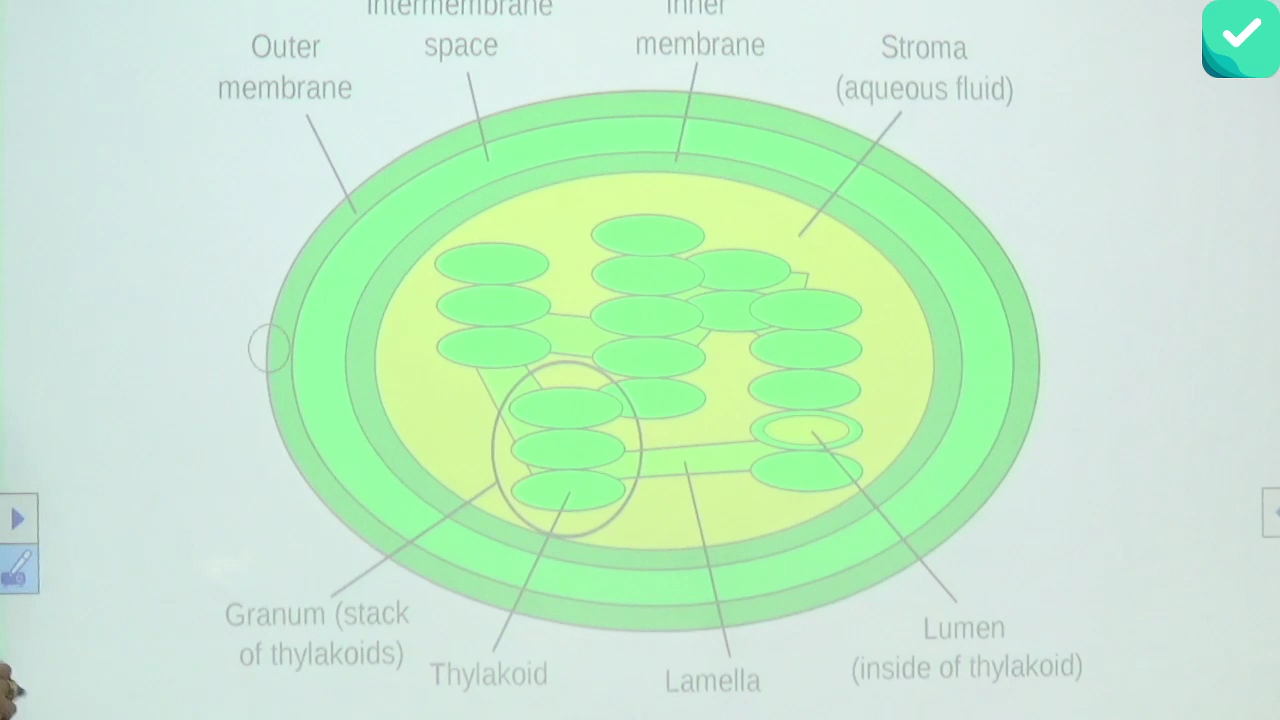 Intermembrane
space
Inner
membrane
Outer
membrane
Stroma
(aqueous fluid)
Granum (stack
of thylakoids)
Thylakoid
Lamella
Lumen
(inside of thylakoid)